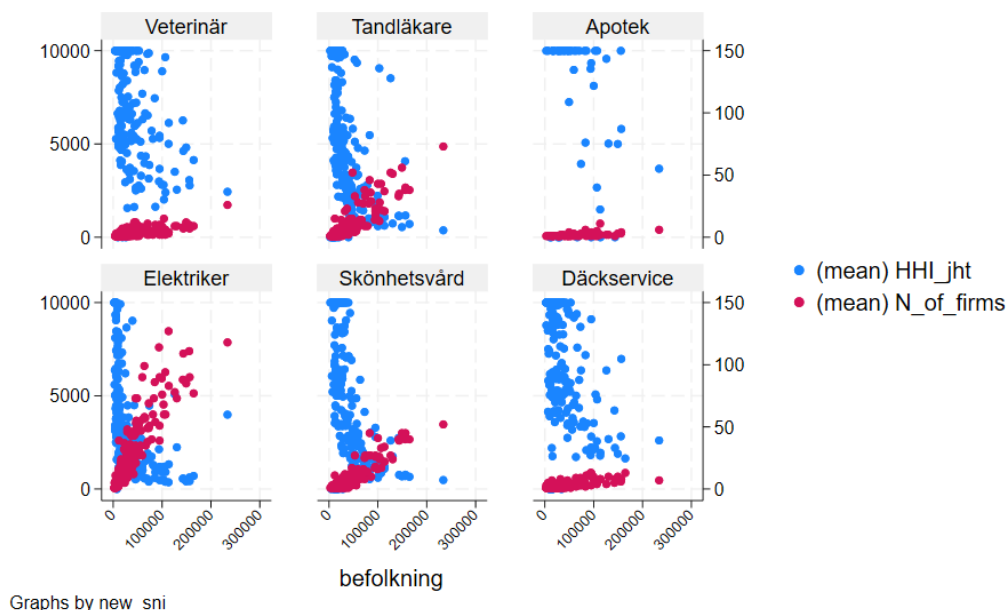 Veterinär Tandläkare Apotek
10000 150
100
5000
50
0 0
Elektriker Skönhetsvård Däckservice
10000 150
100
5000
50
0 0
(mean) HHI_jht
(mean) N_of_firms
0 100000 200000 300000 0 100000 200000 300000 0 100000 200000 300000
befolkning
Graphs by new_sni